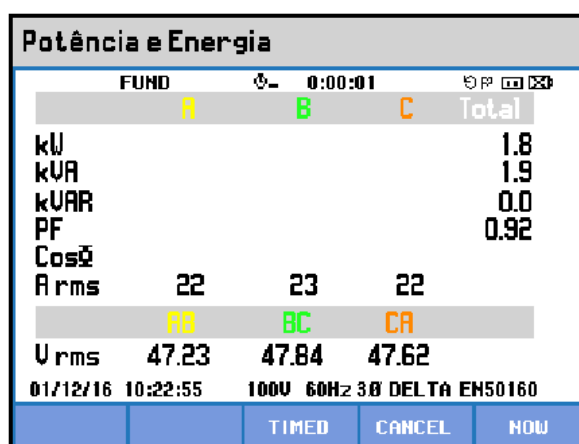 Potência e Energia
FUND 0:00:01
A B C Total
kW 1.8
kVA 1.9
kVAR 0.0
PF 0.92
CosΦ
A rms 22 23 22
AB BC CA
V rms 47.23 47.84 47.62
01/12/16 10:22:55 100V 60Hz 3Ø DELTA EN50160
TIMED CANCEL NOW